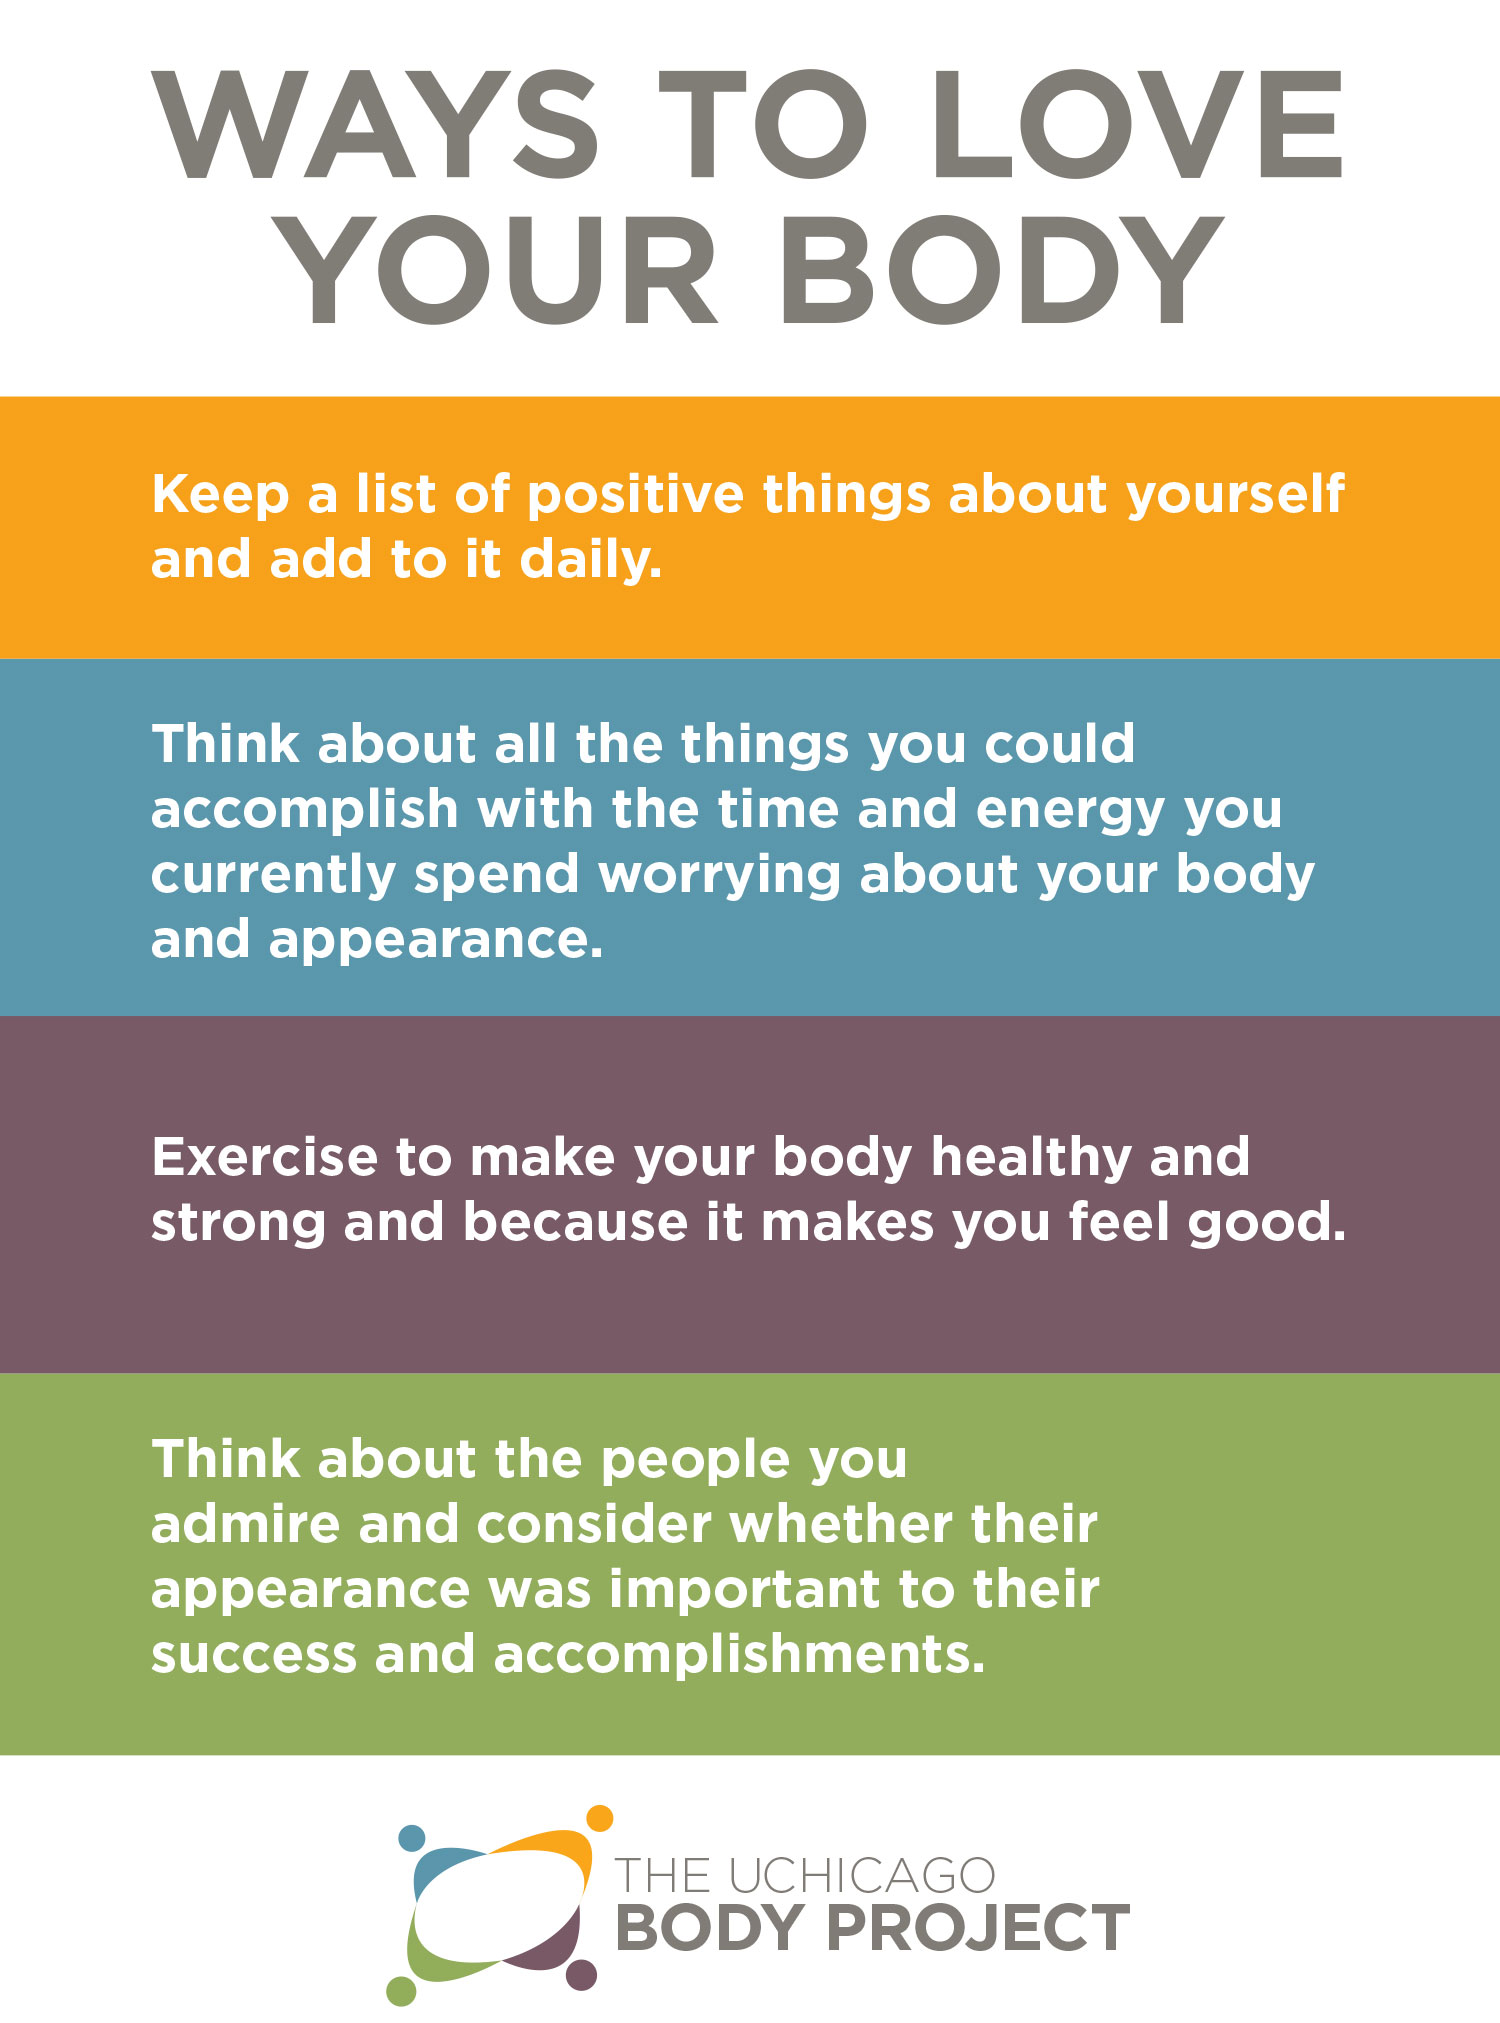 WAYS TO LOVE
YOUR BODY
Keep a list of positive things about yourself
and add to it daily.
Think about all the things you could
accomplish with the time and energy you
currently spend worrying about your body
and appearance.
Exercise to make your body healthy and
strong and because it makes you feel good.
Think about the people you
admire and consider whether their
appearance was important to their
success and accomplishments.
THE UCHICAGO
BODY PROJECT